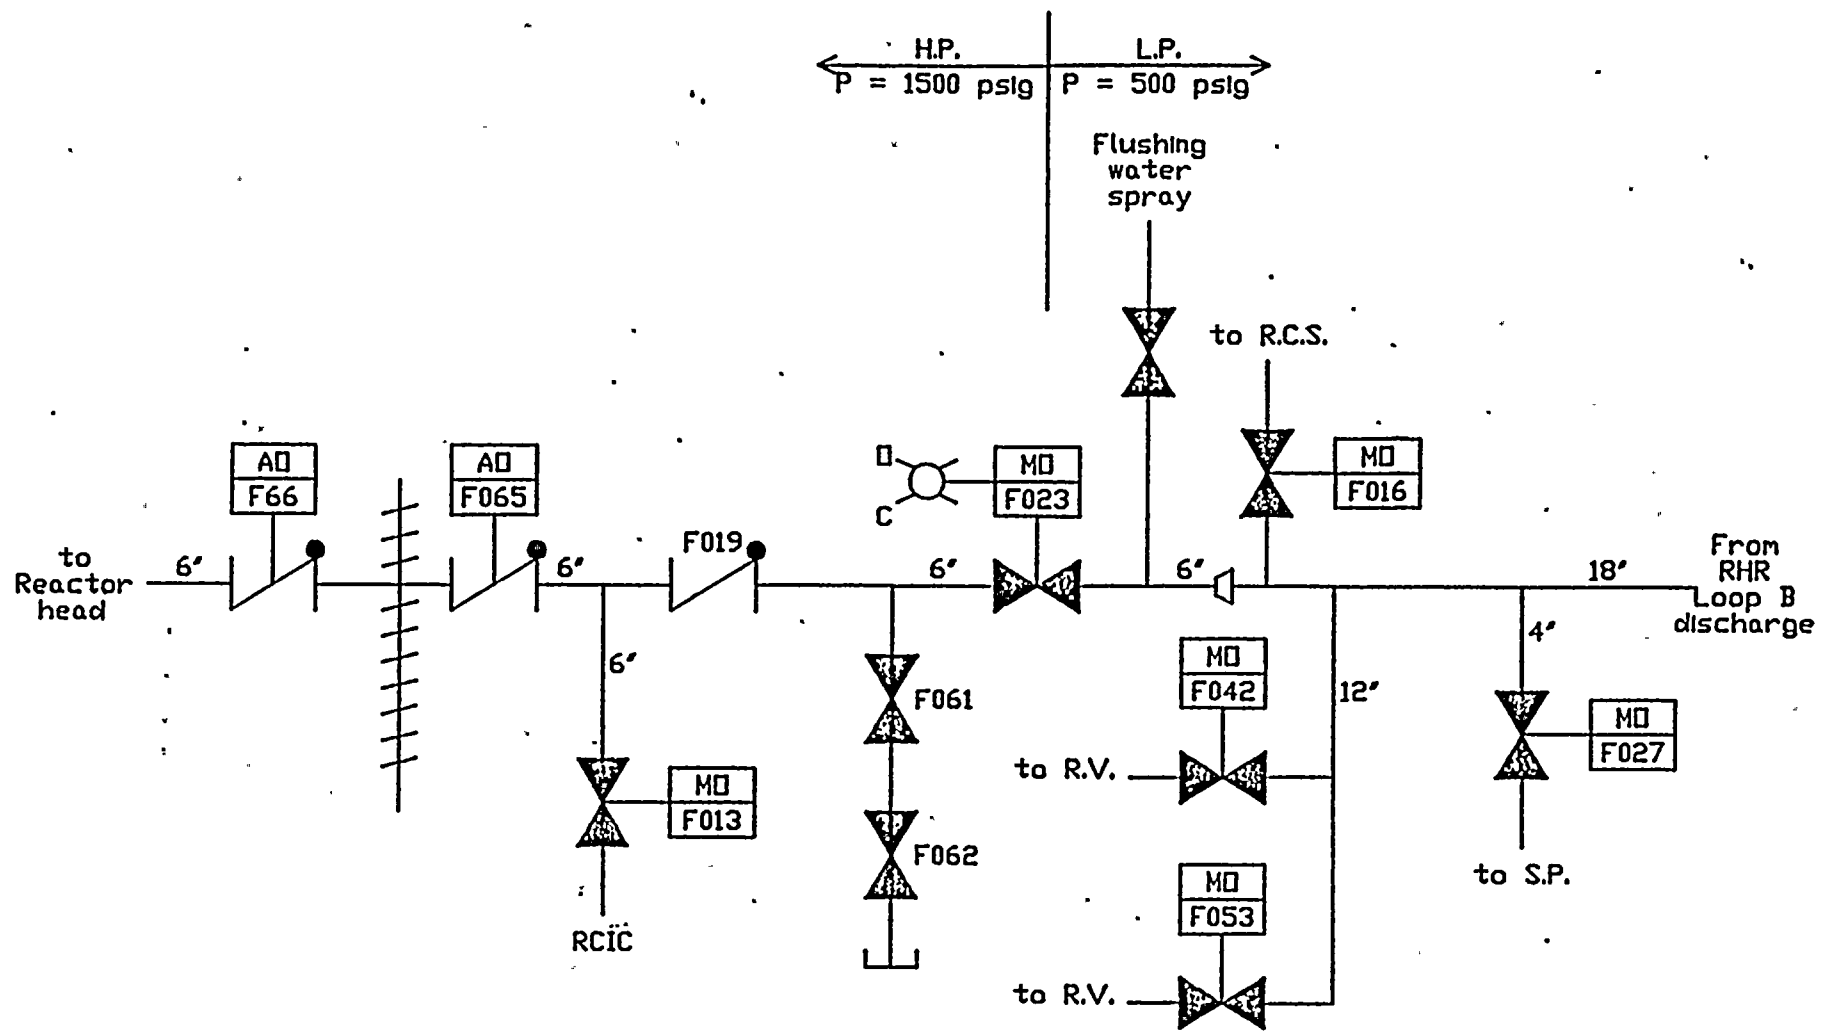 H.P.
L.P.
P = 1500 psig
P = 500 psig
Flushing
water
spray
to R.C.S.
AO
F66
AO
F065
O
C
MO
F023
MO
F016
F019
to
Reactor
head
6″
6″
6″
6″
18″
From
RHR
Loop B
discharge
6″
4″
MO
F042
12″
F061
MO
F027
to R.V.
MO
F013
F062
to S.P.
MO
F053
RCIC
to R.V.